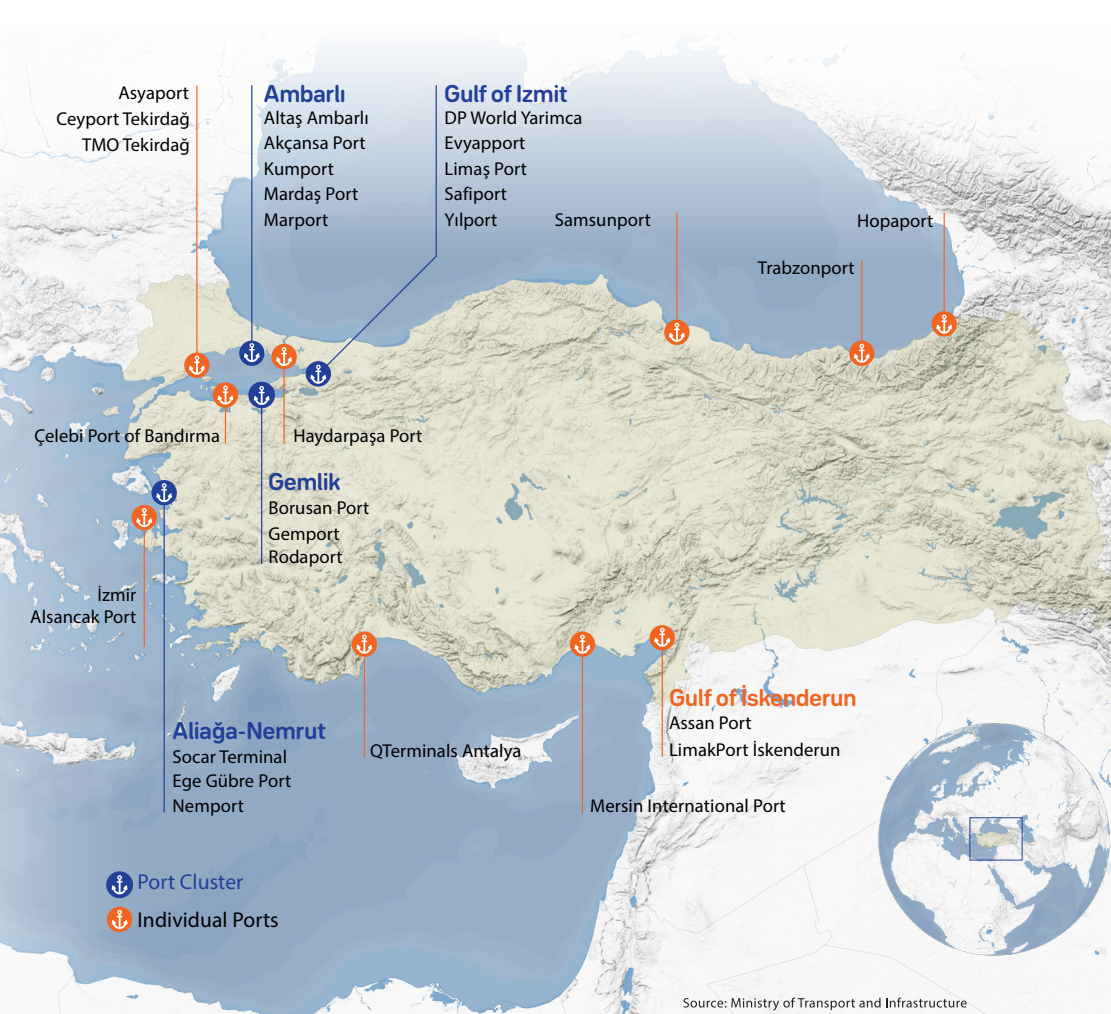 Asyaport
Ceyport Tekirdağ
TMO Tekirdağ
Ambarlı
Altaş Ambarlı
Akçansa Port
Kumport
Mardaş Port
Marport
Gulf of Izmit
DP World Yarimca
Evyapport
Limaş Port
Safiport
Yılport
Samsunport
Hopaport
Trabzonport
Çelebi Port of Bandırma
Haydarpaşa Port
Gemlik
Borusan Port
Gemport
Rodaport
İzmir
Alsancak Port
Aliağa-Nemrut
Socar Terminal
Ege Gübre Port
Nemport
QTerminals Antalya
Gulf of İskenderun
Assan Port
LimakPort İskenderun
Mersin International Port
Port Cluster
Individual Ports
Source: Ministry of Transport and Infrastructure